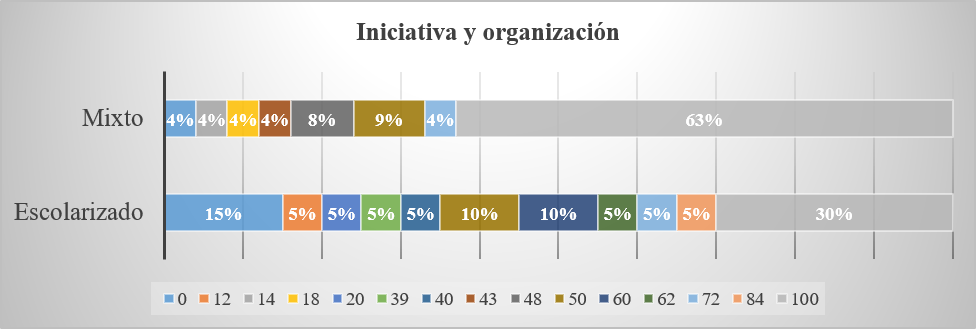 Iniciativa y organización
Mixto
4% 4% 4% 4% 8% 9% 4% 63%
Escolarizado
15% 5% 5% 5% 5% 10% 10% 5% 5% 5% 30%
0 12 14 18 20 39 40 43 48 50 60 62 72 84 100